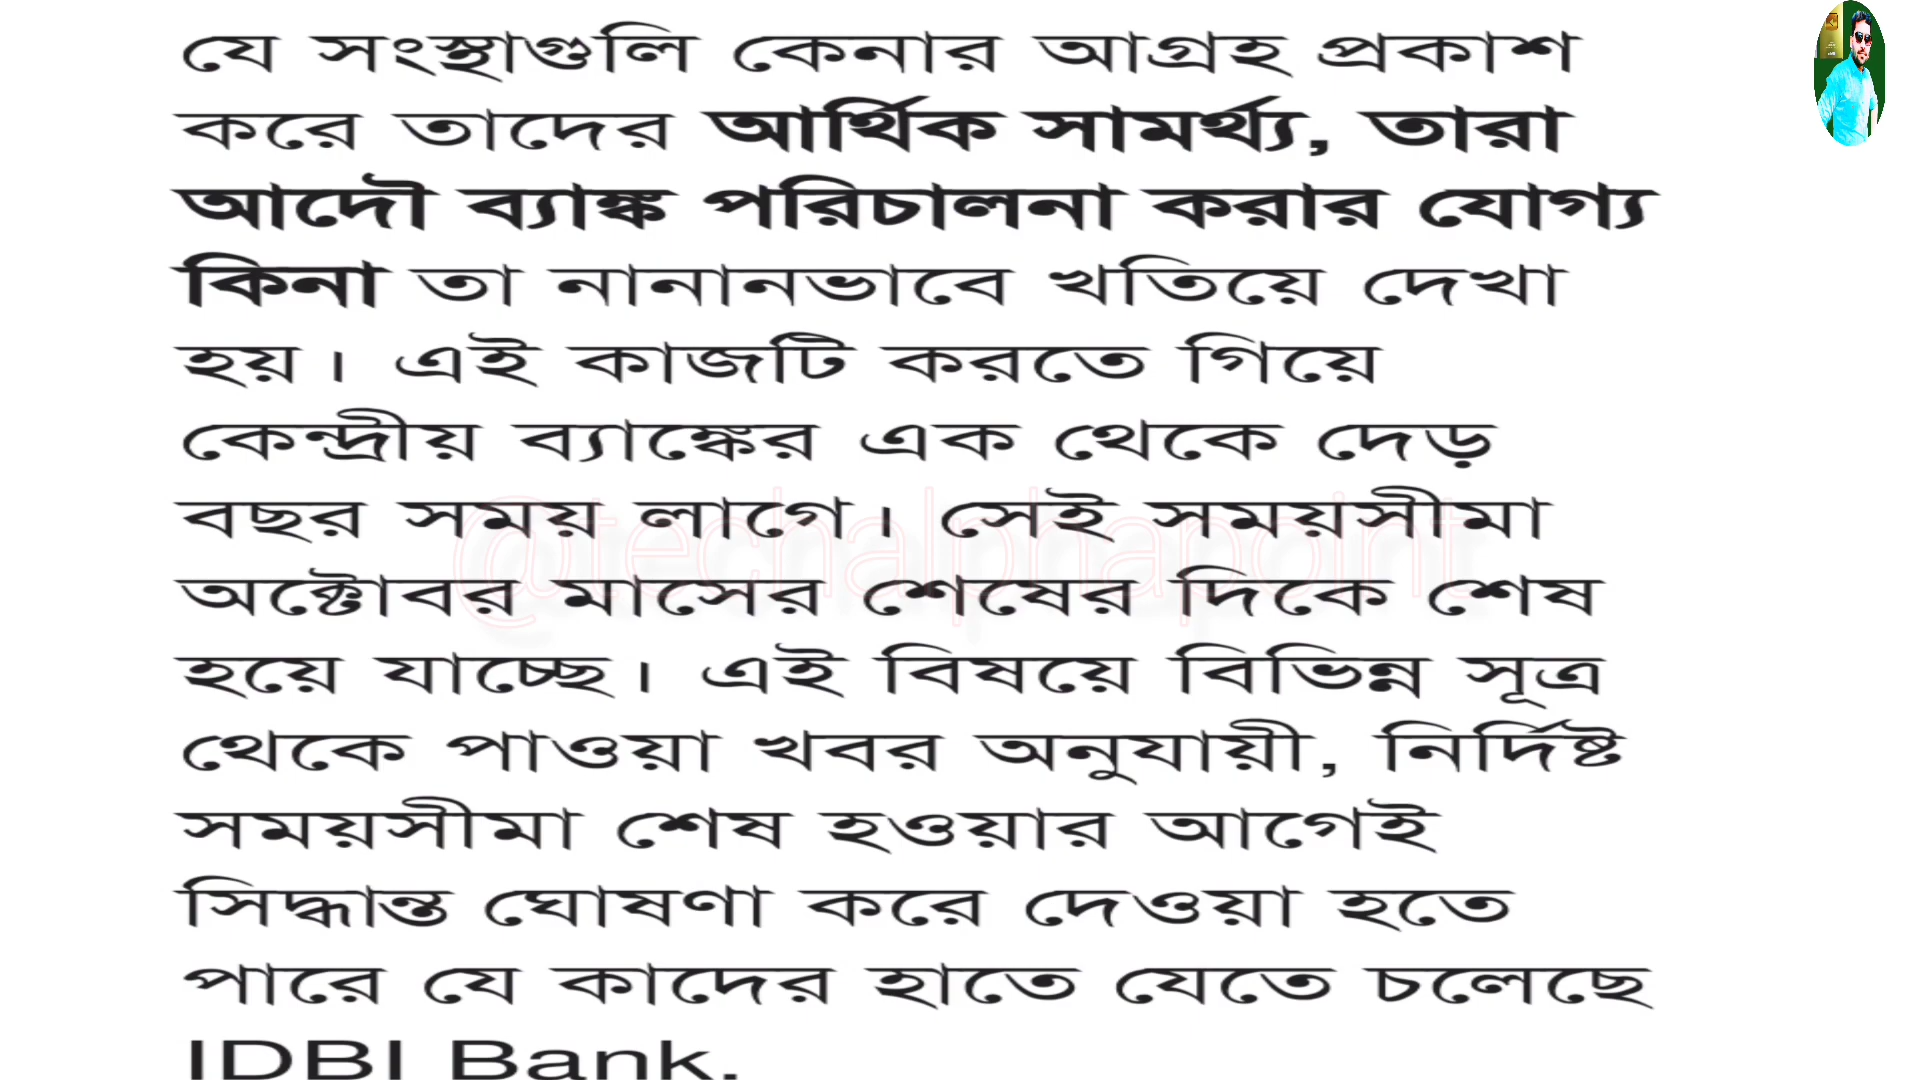 যে সংস্থাগুলি কেনার আগ্রহ প্রকাশ
করে তাদের আর্থিক সামর্থ্য, তারা
আদৌ ব্যাঙ্ক পরিচালনা করার যোগ্য
কিনা তা নানানভাবে খতিয়ে দেখা
হয়। এই কাজটি করতে গিয়ে
কেন্দ্রীয় ব্যাঙ্কের এক থেকে দেড়
বছর সময় লাগে। সেই সময়সীমা
@techalphapoint
অক্টোবর মাসের শেষের দিকে শেষ
হয়ে যাচ্ছে। এই বিষয়ে বিভিন্ন সূত্র
থেকে পাওয়া খবর অনুযায়ী, নির্দিষ্ট
সময়সীমা শেষ হওয়ার আগেই
সিদ্ধান্ত ঘোষণা করে দেওয়া হতে
পারে যে কাদের হাতে যেতে চলেছে
IDBI Bank.